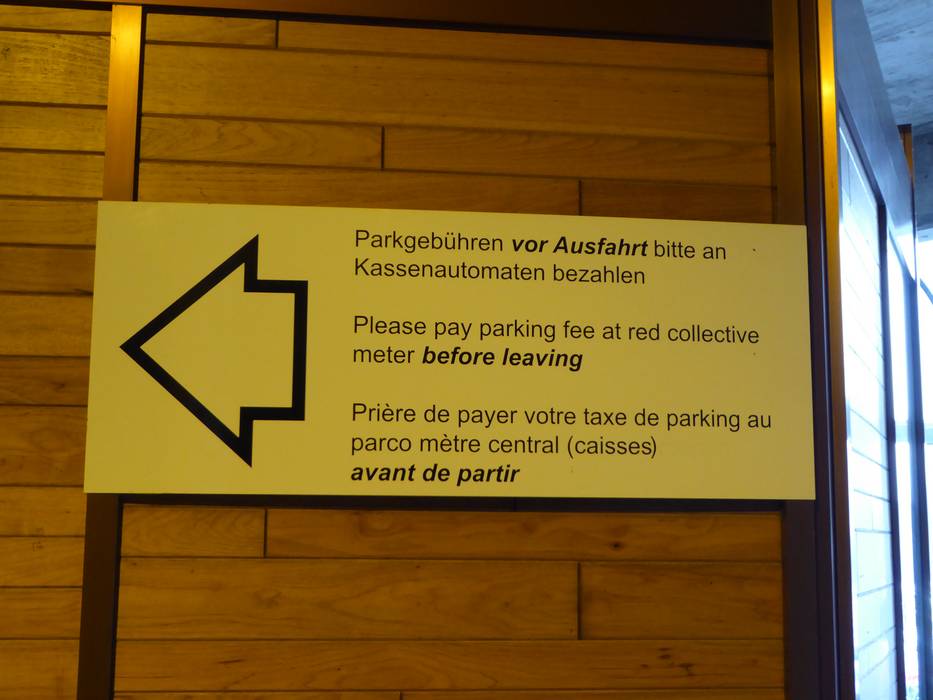 Parkgebühren vor Ausfahrt bitte an
Kassenautomaten bezahlen
Please pay parking fee at red collective
meter before leaving
Prière de payer votre taxe de parking au
parco mètre central (caisses)
avant de partir